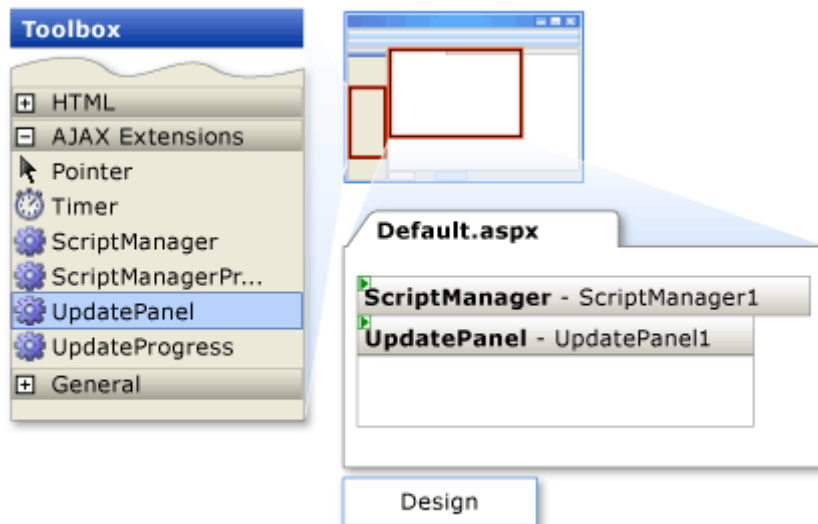 Toolbox
HTML
AJAX Extensions
Pointer
Timer
ScriptManager
ScriptManagerPr...
UpdatePanel
UpdateProgress
General
Default.aspx
ScriptManager - ScriptManager1
UpdatePanel - UpdatePanel1
Design